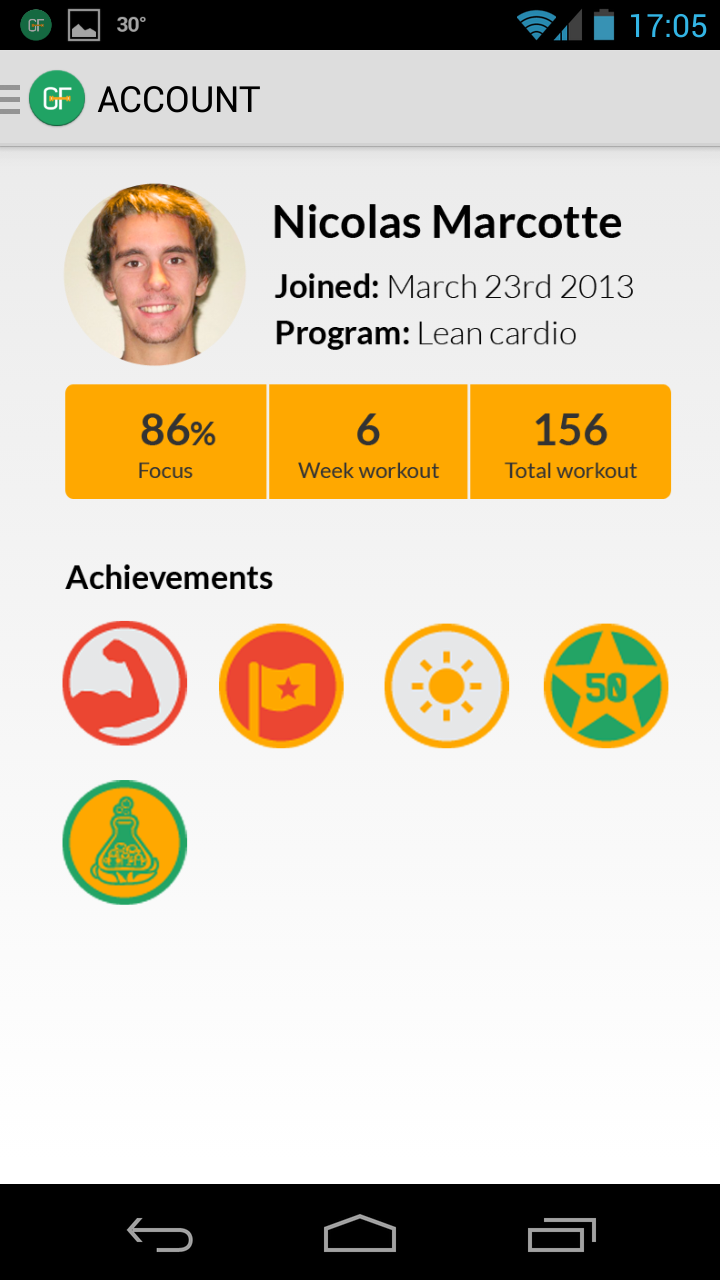 GF 30° 17:05
GF ACCOUNT
Nicolas Marcotte
Joined: March 23rd 2013
Program: Lean cardio
86% 6 156
Focus Week workout Total workout
Achievements
50